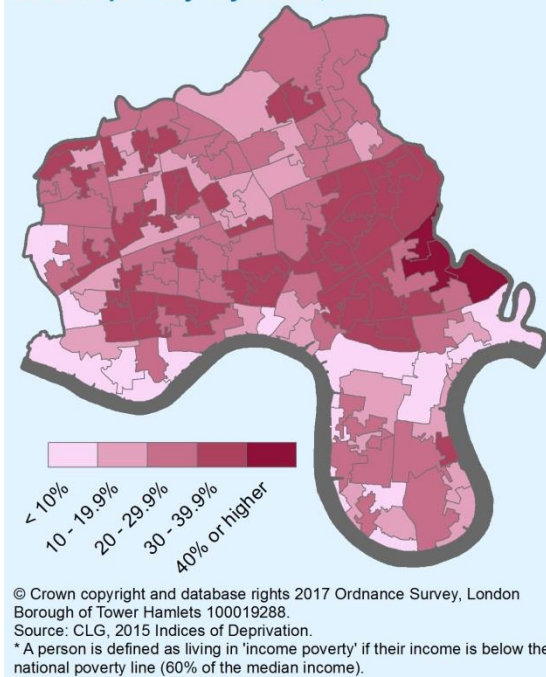 < 10%
10 - 19.9%
20 - 29.9%
30 - 39.9%
40% or higher
© Crown copyright and database rights 2017 Ordnance Survey, London
Borough of Tower Hamlets 100019288.
Source: CLG, 2015 Indices of Deprivation.
* A person is defined as living in 'income poverty' if their income is below the
national poverty line (60% of the median income).